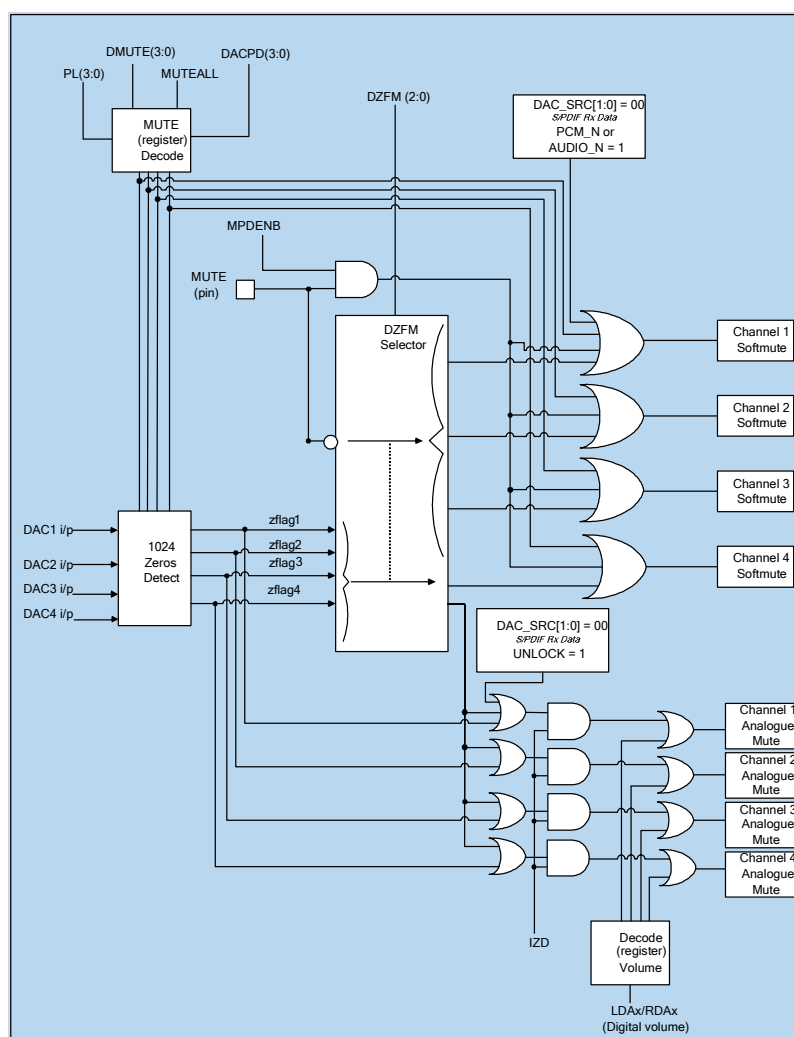 DMUTE(3:0)
DACPD(3:0)
PL(3:0)
MUTEALL
MUTE
(register)
Decode
DZFM (2:0)
DAC_SRC[1:0] = 00
S/PDIF Rx Data
PCM_N or
AUDIO_N = 1
MPDENB
MUTE
(pin)
DZFM
Selector
Channel 1
Softmute
Channel 2
Softmute
Channel 3
Softmute
Channel 4
Softmute
DAC1 i/p
DAC2 i/p
DAC3 i/p
DAC4 i/p
1024
Zeros
Detect
zflag1
zflag2
zflag3
zflag4
DAC_SRC[1:0] = 00
S/PDIF Rx Data
UNLOCK = 1
Channel 1
Analogue
Mute
Channel 2
Analogue
Mute
Channel 3
Analogue
Mute
Channel 4
Analogue
Mute
IZD
Decode
(register)
Volume
LDAx/RDAx
(Digital volume)